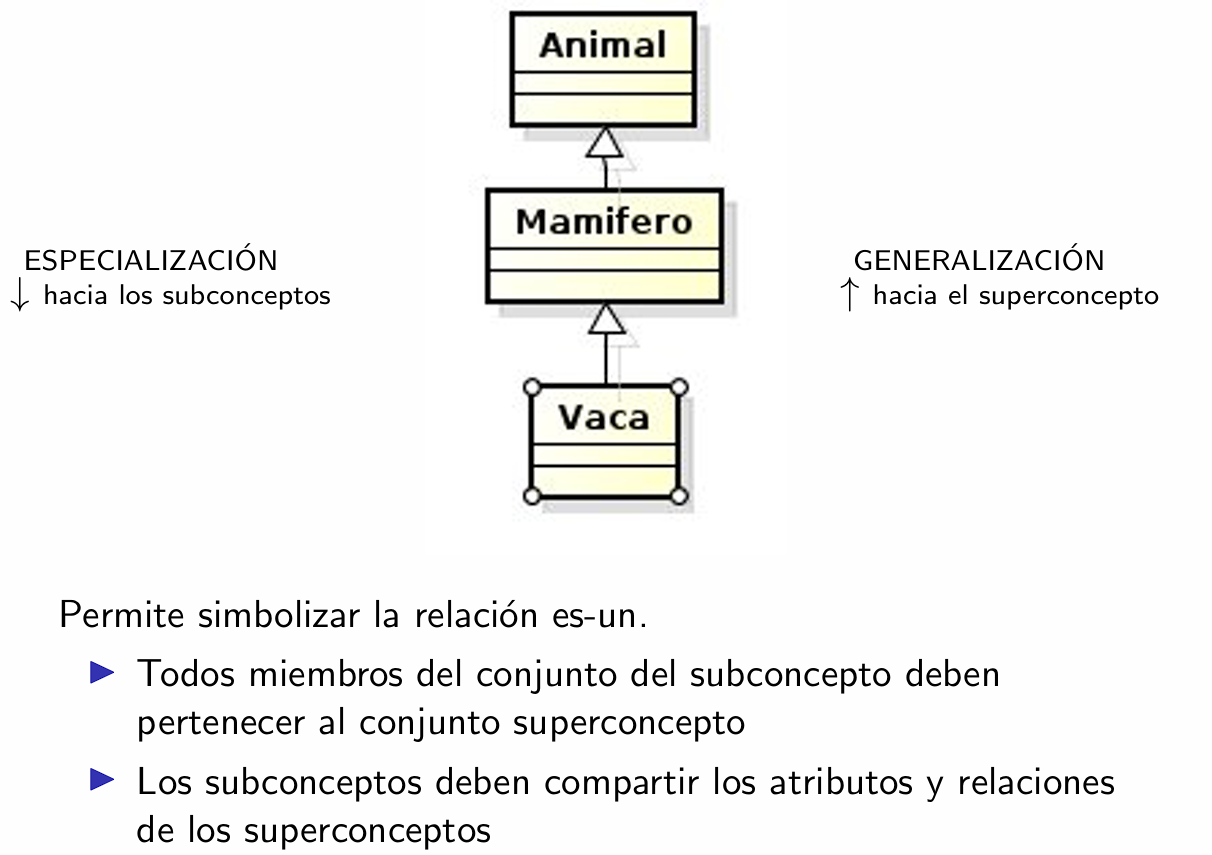 Animal
Mamifero
ESPECIALIZACIÓN
↓ hacia los subconceptos
GENERALIZACIÓN
↑ hacia el superconcepto
Vaca
Permite simbolizar la relación es-un.
Todos miembros del conjunto del subconcepto deben
pertenecer al conjunto superconcepto
Los subconceptos deben compartir los atributos y relaciones
de los superconceptos